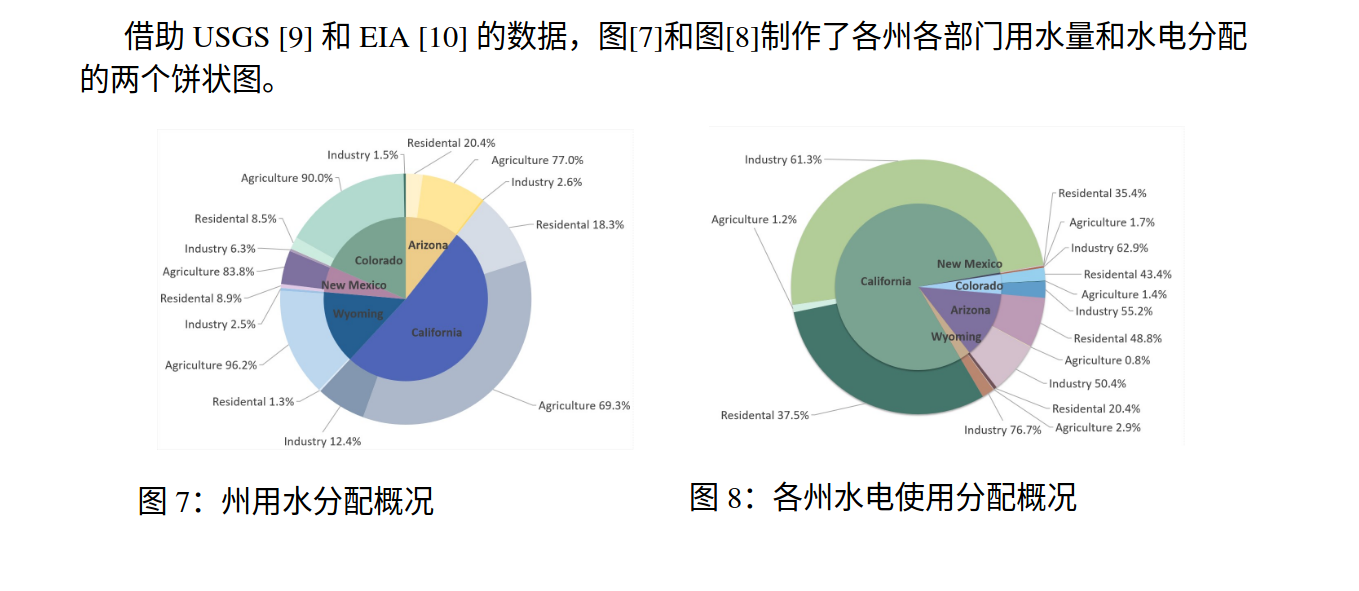 借助 USGS [9] 和 EIA [10] 的数据，图[7]和图[8]制作了各州各部门用水量和水电分配
的两个饼状图。
Residental 20.4%
Industry 1.5%
Agriculture 77.0%
Agriculture 90.0%
Industry 2.6%
Residental 8.5%
Residental 18.3%
Arizona
Industry 6.3%
Colorado
Agriculture 83.8%
New Mexico
Residental 8.9%
Wyoming
Industry 2.5%
California
Agriculture 96.2%
Residental 1.3%
Agriculture 69.3%
Industry 12.4%
图 7：州用水分配概况
Industry 61.3%
Residental 35.4%
Agriculture 1.2%
Agriculture 1.7%
Industry 62.9%
New Mexico
Residental 43.4%
California
Colorado
Agriculture 1.4%
Arizona
Industry 55.2%
Wyoming
Residental 48.8%
Agriculture 0.8%
Industry 50.4%
Residental 20.4%
Residental 37.5%
Agriculture 2.9%
Industry 76.7%
图 8：各州水电使用分配概况